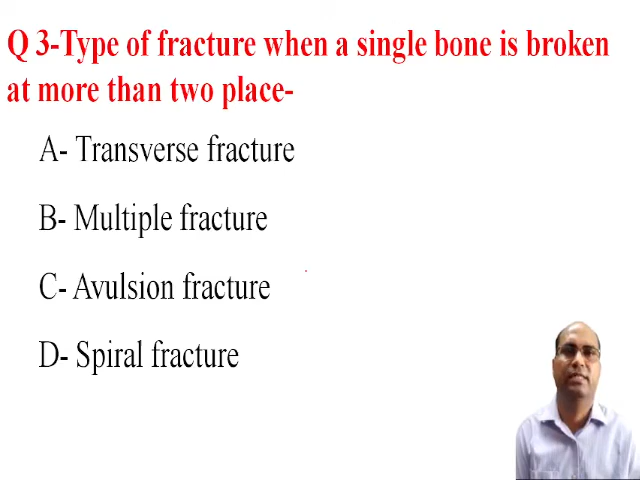 Q 3-Type of fracture when a single bone is broken
at more than two place-
A- Transverse fracture
B- Multiple fracture
C- Avulsion fracture
D- Spiral fracture